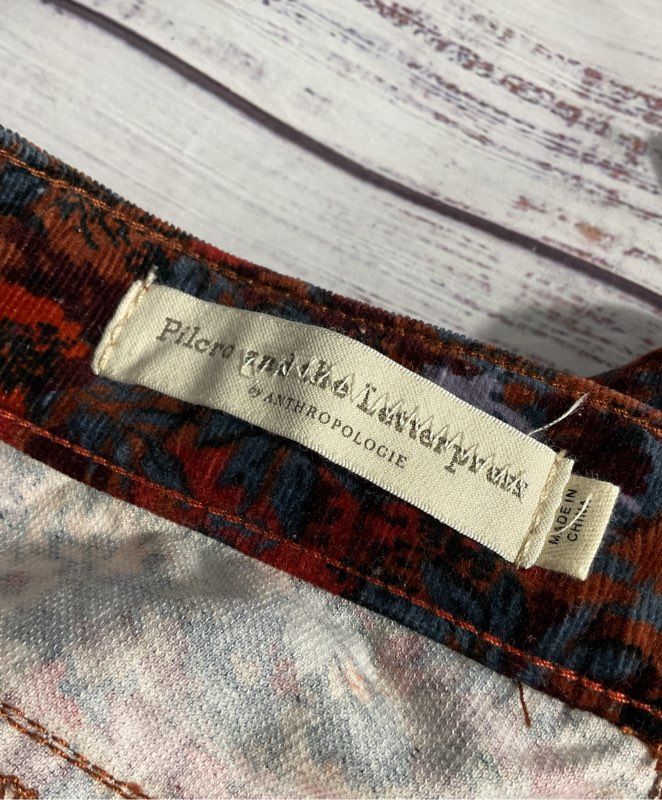 Pilcro and the Letterpress
by ANTHROPOLOGIE
MADE IN
CHINA